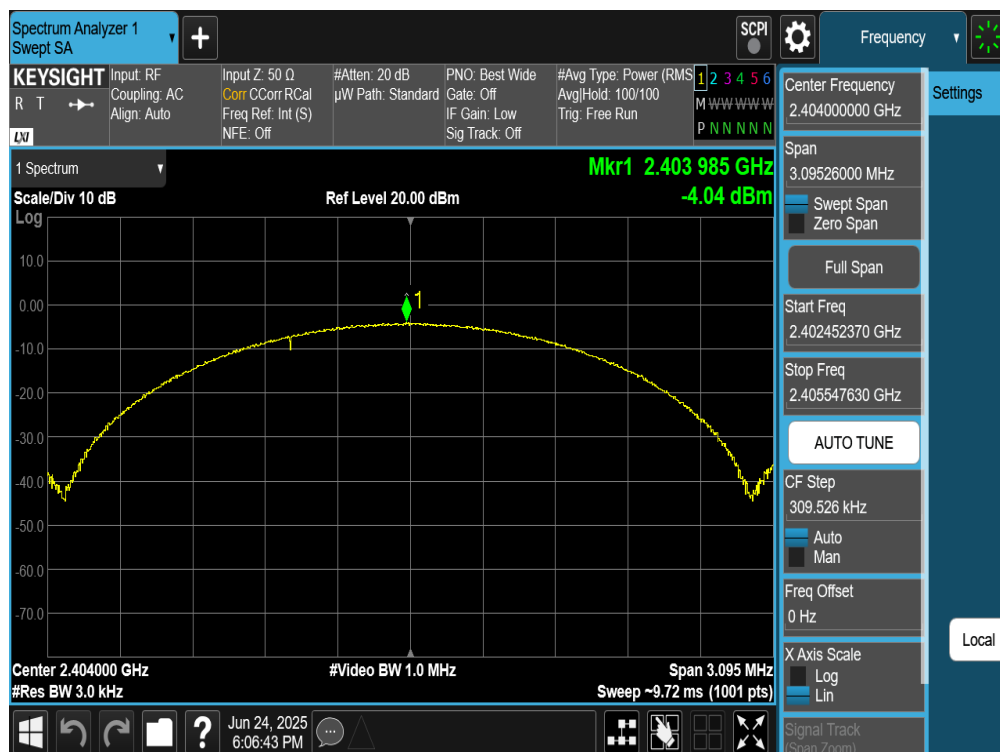 Spectrum Analyzer 1
Swept SA
+
SCPI
Frequency
KEYSIGHT
R T
LXI
Input: RF
Coupling: AC
Align: Auto
Input Z: 50 Ω
Corr CCorr RCal
Freq Ref: Int (S)
NFE: Off
#Atten: 20 dB
µW Path: Standard
PNO: Best Wide
Gate: Off
IF Gain: Low
Sig Track: Off
#Avg Type: Power (RMS
Avg|Hold: 100/100
Trig: Free Run
1 2 3 4 5 6
M W W W W W
P N N N N N
1 Spectrum
Mkr1 2.403 985 GHz
Scale/Div 10 dB
Ref Level 20.00 dBm
-4.04 dBm
Log
10.0
0.00
-10.0
-20.0
-30.0
-40.0
-50.0
-60.0
-70.0
1
Center 2.404000 GHz
#Video BW 1.0 MHz
Span 3.095 MHz
#Res BW 3.0 kHz
Sweep ~9.72 ms (1001 pts)
Center Frequency
2.404000000 GHz
Settings
Span
3.09526000 MHz
Swept Span
Zero Span
Full Span
Start Freq
2.402452370 GHz
Stop Freq
2.405547630 GHz
AUTO TUNE
CF Step
309.526 kHz
Auto
Man
Freq Offset
0 Hz
Local
X Axis Scale
Log
Lin
Signal Track
(Span Zoom)
?
Jun 24, 2025
6:06:43 PM